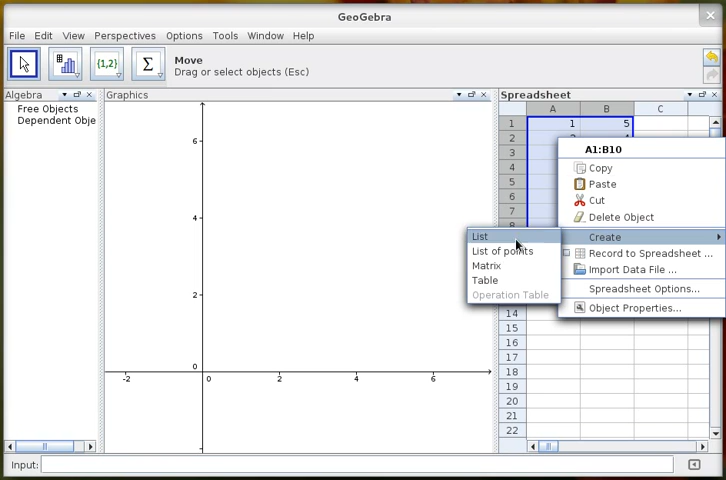 GeoGebra
File Edit View Perspectives Options Tools Window Help
{1,2} Σ
Move
Drag or select objects (Esc)
Algebra
Free Objects
Dependent Obje
Graphics
6
4
2
0
-2 0 2 4 6
Spreadsheet
A B C
1 1 5
2
3
4
5
6
7
14
15
16
17
18
19
20
21
22
A1:B10
Copy
Paste
Cut
Delete Object
Create
Record to Spreadsheet ...
Import Data File ...
Spreadsheet Options...
Object Properties...
List
List of points
Matrix
Table
Operation Table
Input: